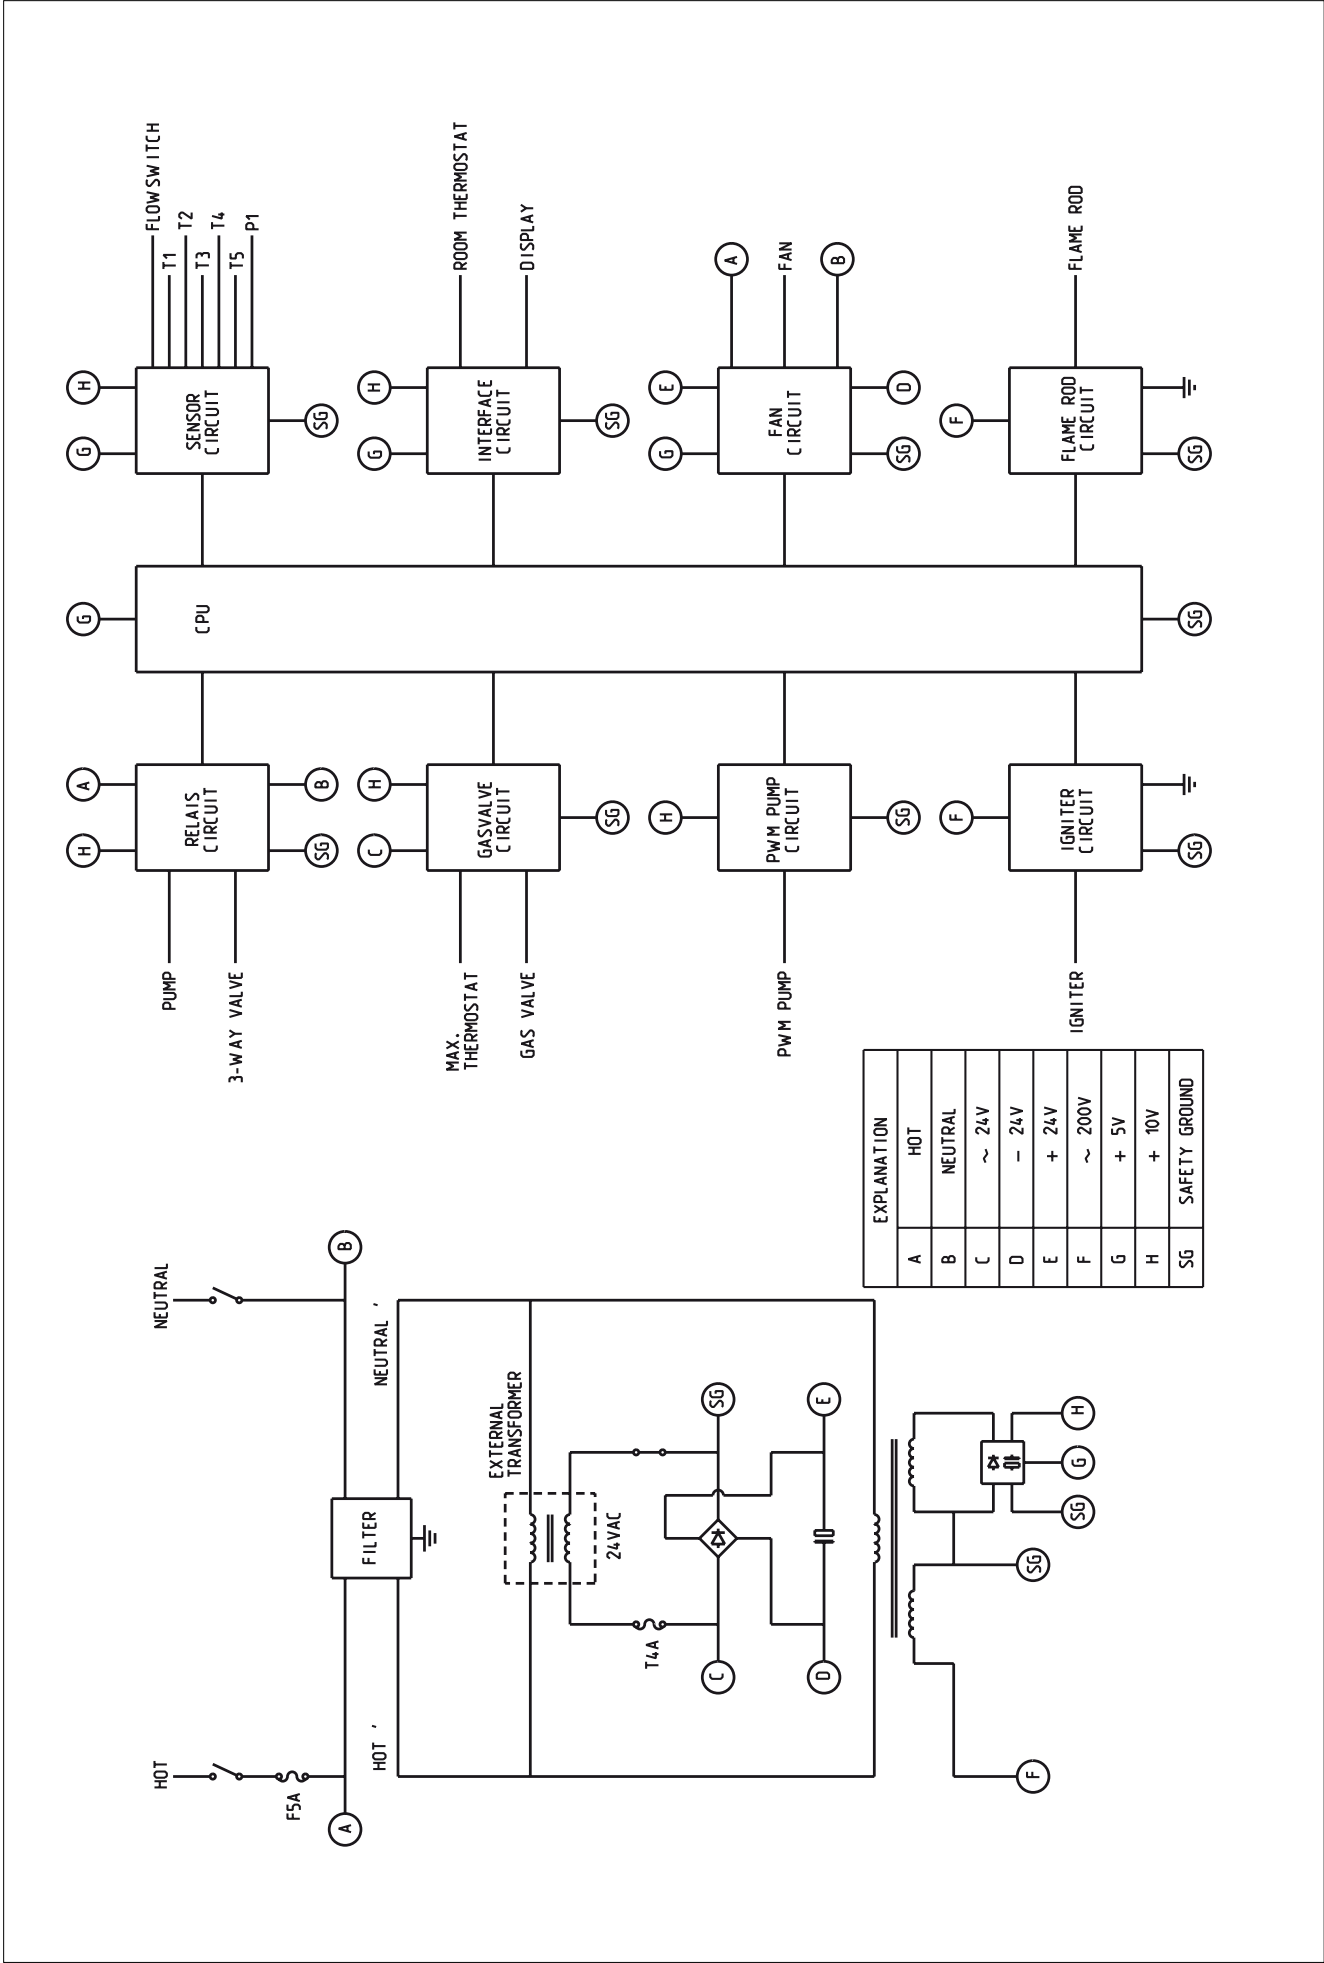 HOT
F5A
A
HOT '
NEUTRAL
B
NEUTRAL '
FILTER
EXTERNAL
TRANSFORMER
24VAC
T4A
C
SG
D
E
F
SG
SG
G
H
EXPLANATION
A HOT
B NEUTRAL
C ~ 24V
D - 24V
E + 24V
F ~ 200V
G + 5V
H + 10V
SG SAFETY GROUND
PUMP
3-WAY VALVE
H
A
RELAIS
CIRCUIT
SG
B
MAX.
THERMOSTAT
GAS VALVE
C
H
GASVALVE
CIRCUIT
SG
PWM PUMP
H
PWM PUMP
CIRCUIT
SG
IGNITER
F
IGNITER
CIRCUIT
SG
G
CPU
SG
G
H
SENSOR
CIRCUIT
SG
FLOWSWITCH
T1
T2
T3
T4
T5
P1
G
H
INTERFACE
CIRCUIT
SG
ROOM THERMOSTAT
DISPLAY
G
E
FAN
CIRCUIT
SG
D
A
FAN
B
F
FLAME ROD
CIRCUIT
SG
FLAME ROD